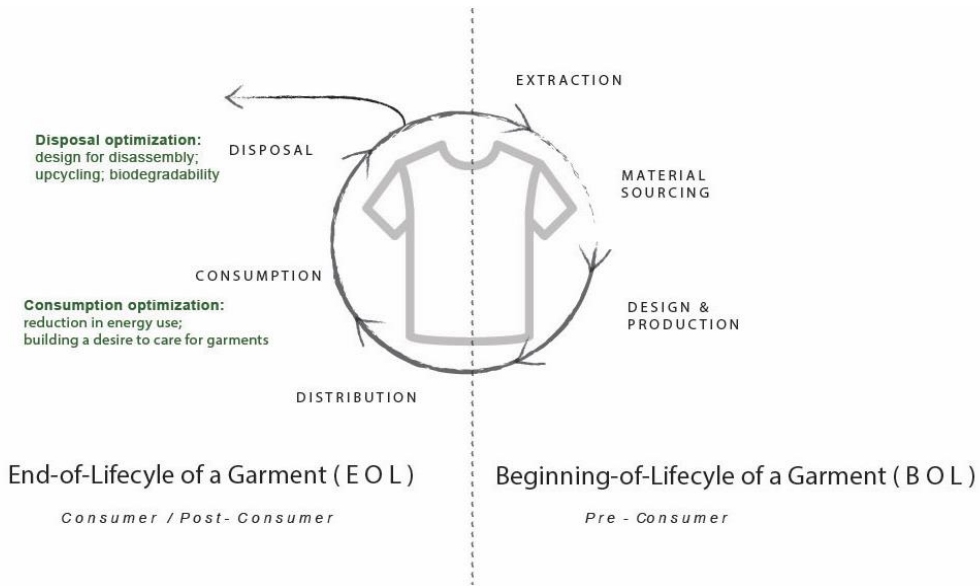 EXTRACTION
Disposal optimization:
design for disassembly;
upcycling; biodegradability
DISPOSAL
MATERIAL
SOURCING
CONSUMPTION
Consumption optimization:
reduction in energy use;
building a desire to care for garments
DESIGN &
PRODUCTION
DISTRIBUTION
End-of-Lifecyle of a Garment ( E O L )
Consumer / Post- Consumer
Beginning-of-Lifecyle of a Garment ( B O L )
Pre - Consumer